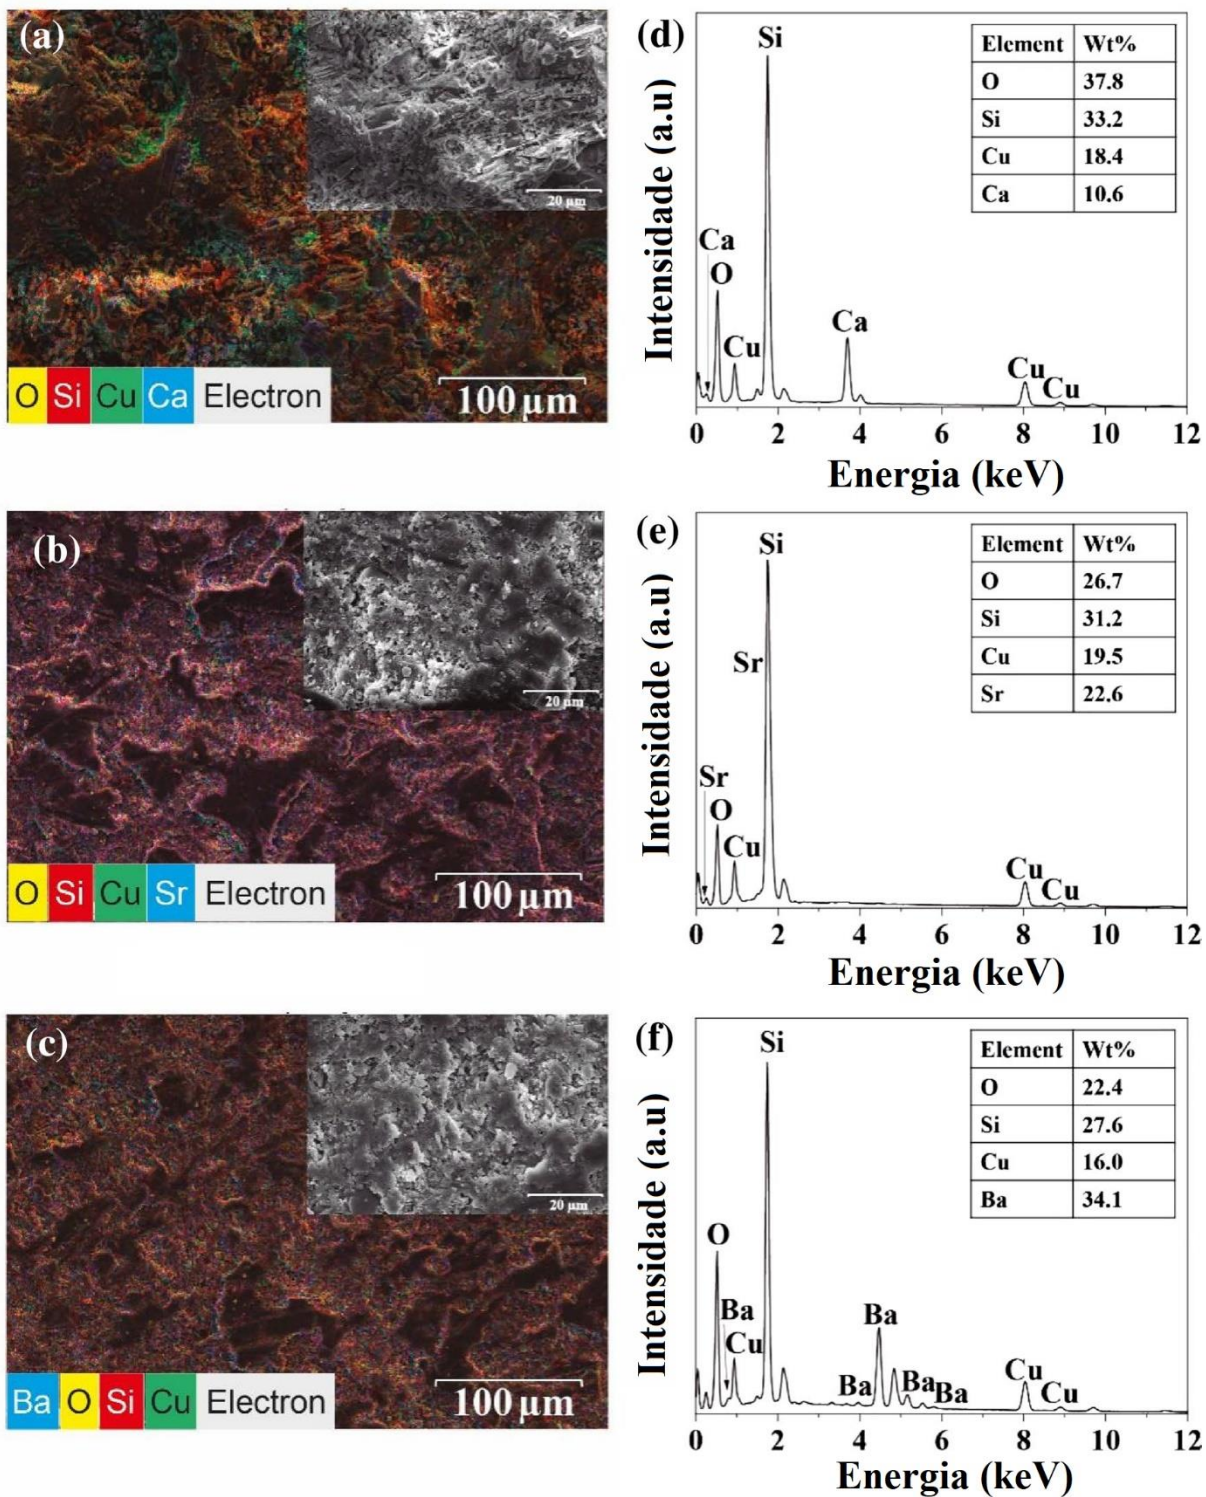 (a)
20 µm
O Si Cu Ca Electron
100 µm
(d)
Si
Element Wt%
O 37.8
Si 33.2
Cu 18.4
Ca 10.6
Ca
O
Cu
Ca
Cu
Cu
Intensidade (a.u)
0 2 4 6 8 10 12
Energia (keV)
(b)
20 µm
O Si Cu Sr Electron
100 µm
(e)
Si
Element Wt%
O 26.7
Si 31.2
Cu 19.5
Sr 22.6
Sr
Sr
O
Cu
Cu
Cu
Intensidade (a.u)
0 2 4 6 8 10 12
Energia (keV)
(c)
20 µm
Ba O Si Cu Electron
100 µm
(f)
Si
Element Wt%
O 22.4
Si 27.6
Cu 16.0
Ba 34.1
O
Ba
Cu
Ba
Ba
Ba
Ba
Cu
Cu
Intensidade (a.u)
0 2 4 6 8 10 12
Energia (keV)